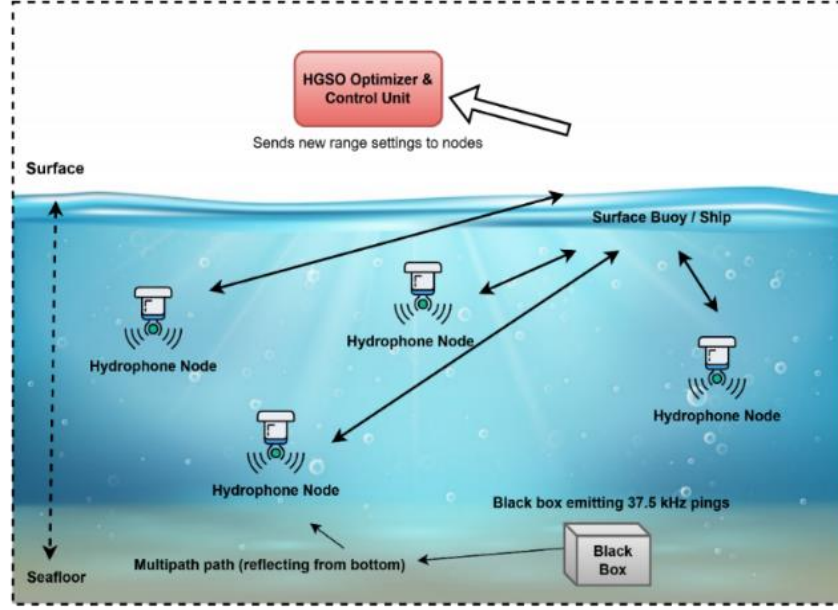 HGSO Optimizer &
Control Unit
Sends new range settings to nodes
Surface
Surface Buoy / Ship
Hydrophone Node
Hydrophone Node
Hydrophone Node
Hydrophone Node
Black box emitting 37.5 kHz pings
Multipath path (reflecting from bottom)
Black
Box
Seafloor